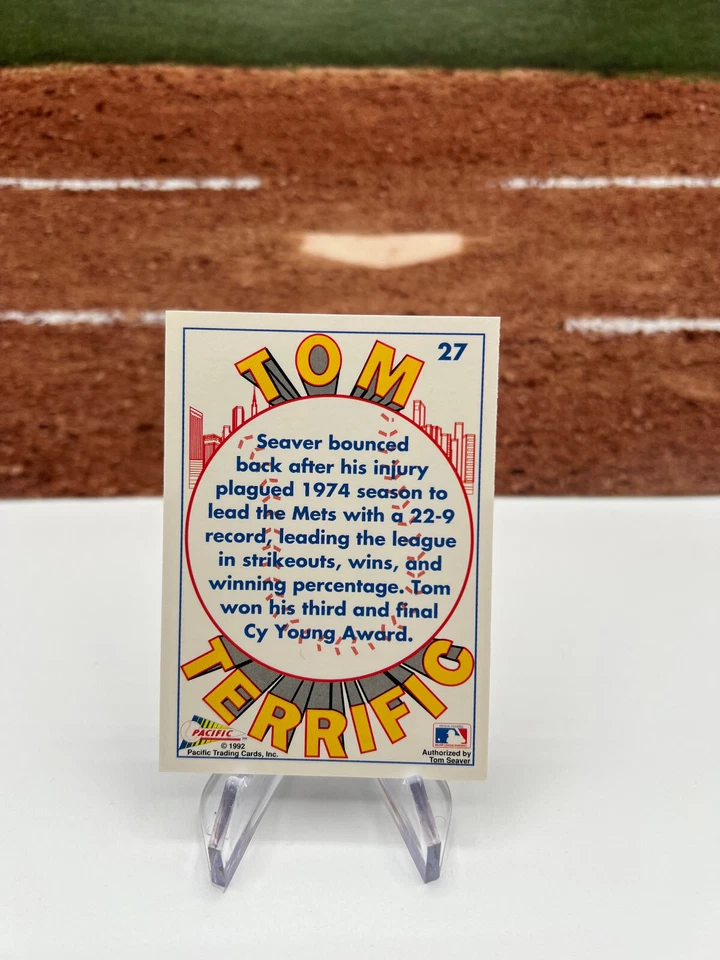 27
TOM
Seaver bounced
back after his injury
plagued 1974 season to
lead the Mets with a 22-9
record, leading the league
in strikeouts, wins, and
winning percentage. Tom
won his third and final
Cy Young Award.
TERRIFIC
PACIFIC
© 1992
Pacific Trading Cards, Inc.
Authorized by
Tom Seaver